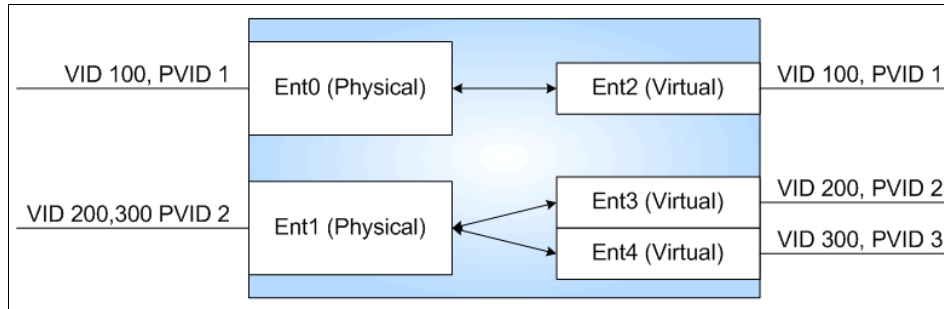 VID 100, PVID 1
Ent0 (Physical)
Ent2 (Virtual)
VID 100, PVID 1
VID 200,300 PVID 2
Ent1 (Physical)
Ent3 (Virtual)
VID 200, PVID 2
Ent4 (Virtual)
VID 300, PVID 3